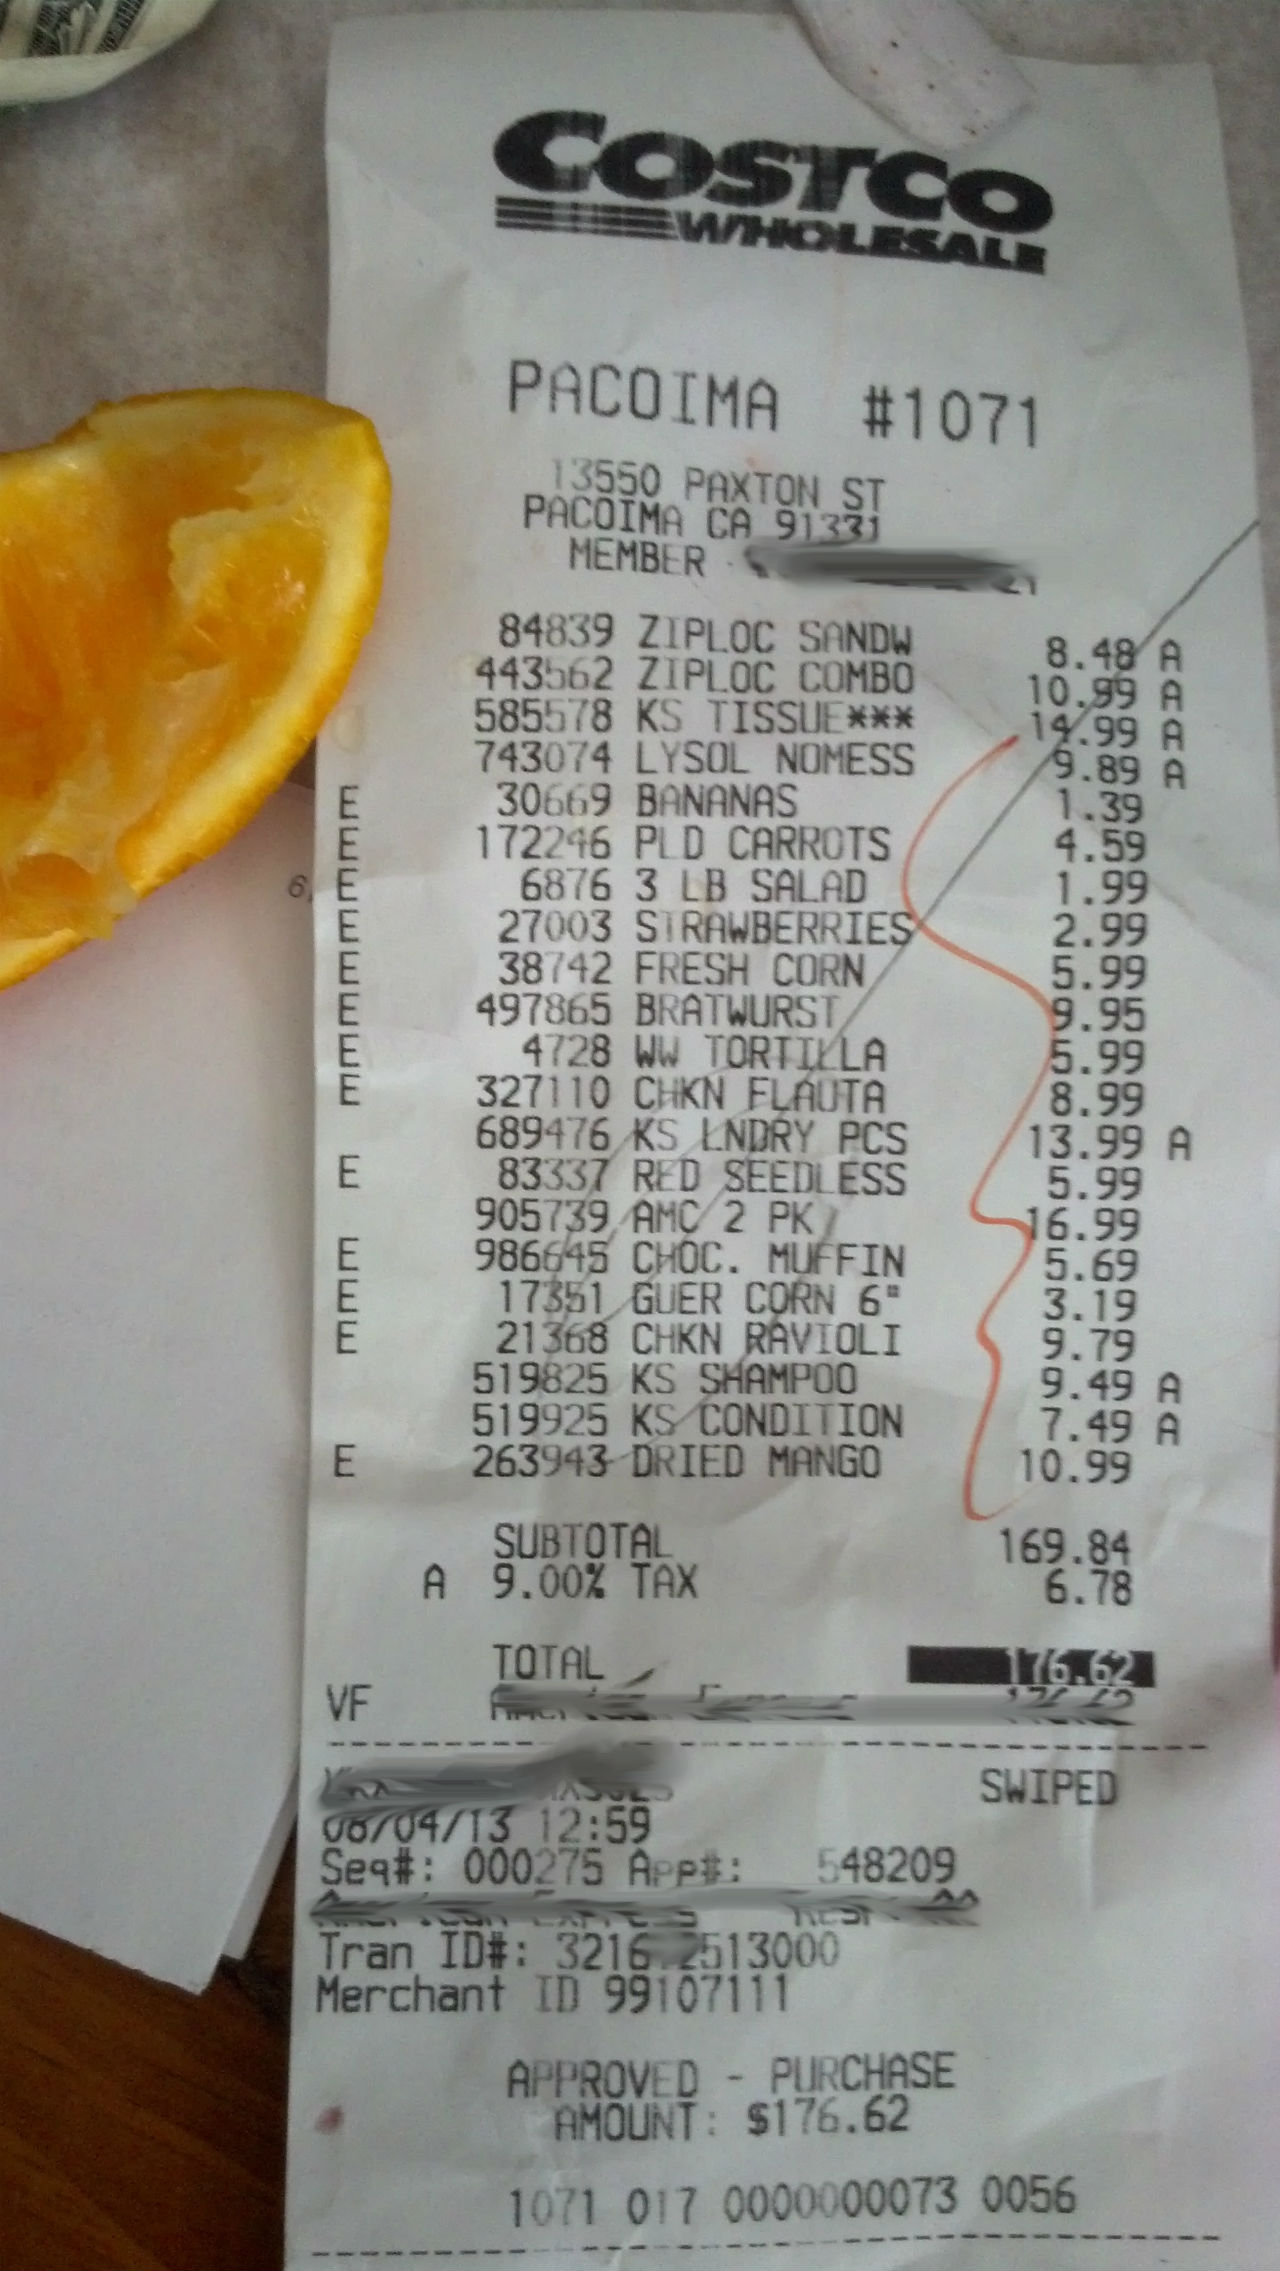 COSTCO
WHOLESALE
PACOIMA #1071
13550 PAXTON ST
PACOIMA CA 91331
MEMBER
84839 ZIPLOC SANDW 8.48 A
443562 ZIPLOC COMBO 10.99 A
585578 KS TISSUE*** 14.99 A
743074 LYSOL NOMESS 9.89 A
E 30669 BANANAS 1.39
E 172246 PLD CARROTS 4.59
6, E 6876 3 LB SALAD 1.99
E 27003 STRAWBERRIES 2.99
E 38742 FRESH CORN 5.99
E 497865 BRATWURST 9.95
E 4728 WW TORTILLA 5.99
E 327110 CHKN FLAUTA 8.99
689476 KS LNDRY PCS 13.99 A
E 83337 RED SEEDLESS 5.99
905739 AMC 2 PK 16.99
E 986645 CHOC. MUFFIN 5.69
E 17351 GUER CORN 6" 3.19
E 21368 CHKN RAVIOLI 9.79
519825 KS SHAMPOO 9.49 A
519925 KS CONDITION 7.49 A
E 263943 DRIED MANGO 10.99
SUBTOTAL 169.84
A 9.00% TAX 6.78
TOTAL 176.62
VF 176.62
SWIPED
08/04/13 12:59
Seq#: 000275 App#: 548209
Tran ID#: 3216 2513000
Merchant ID 99107111
APPROVED - PURCHASE
AMOUNT: $176.62
1071 017 0000000073 0056